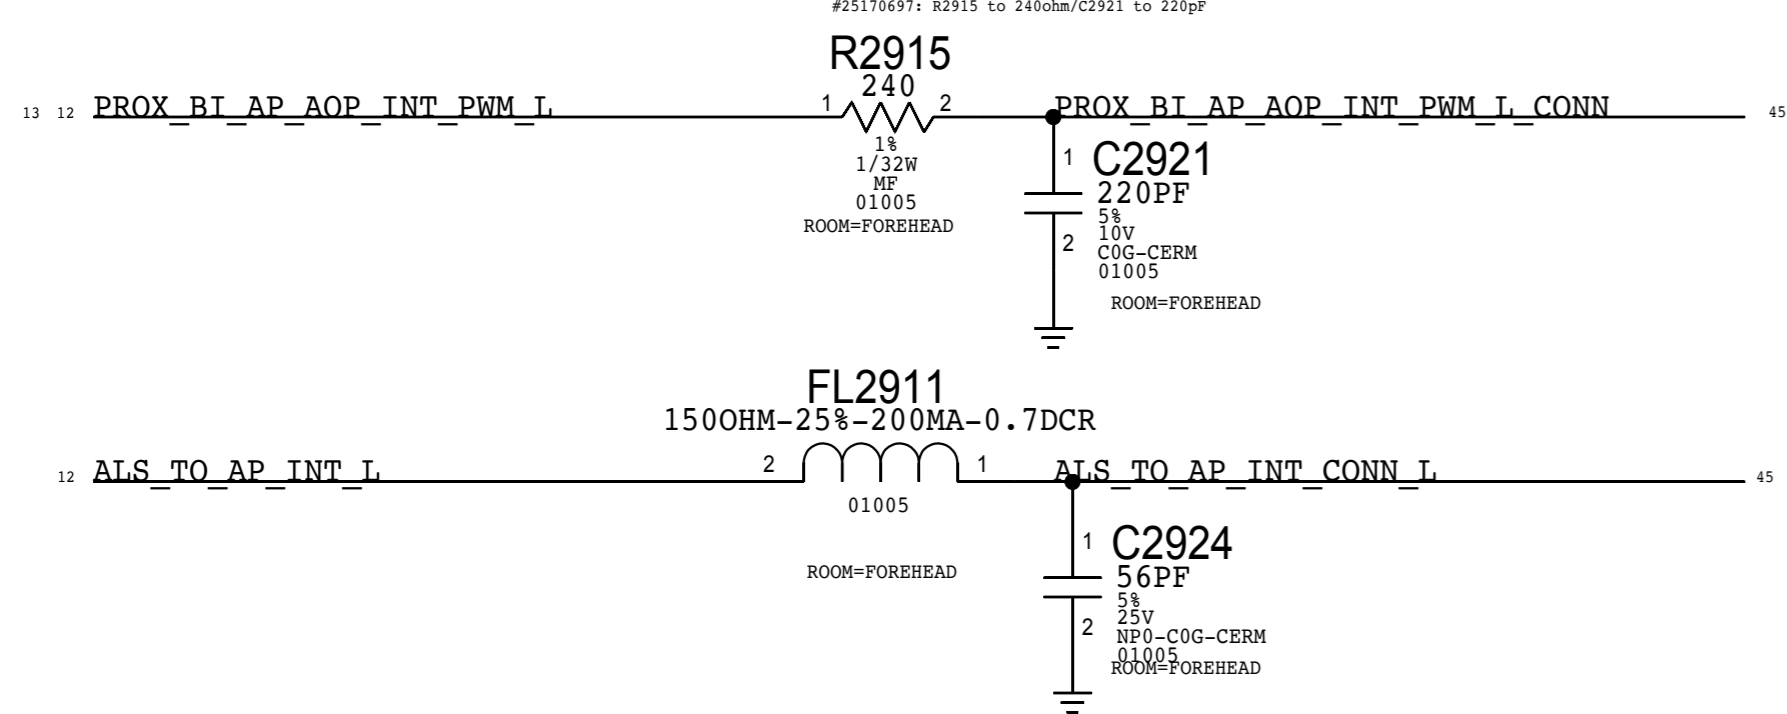 #25170697: R2915 to 240ohm/C2921 to 220pF
R2915
240
13 12 PROX_BI_AP_AOP_INT_PWM_L 1 2 PROX_BI_AP_AOP_INT_PWM_L_CONN 45
1%
1/32W
MF
01005
ROOM=FOREHEAD
1 C2921
220PF
5%
10V
2
C0G-CERM
01005
ROOM=FOREHEAD
FL2911
150OHM-25%-200MA-0.7DCR
12 ALS_TO_AP_INT_L 2 1 ALS_TO_AP_INT_CONN_L 45
01005
ROOM=FOREHEAD
1 C2924
56PF
5%
25V
2
NP0-C0G-CERM
01005
ROOM=FOREHEAD